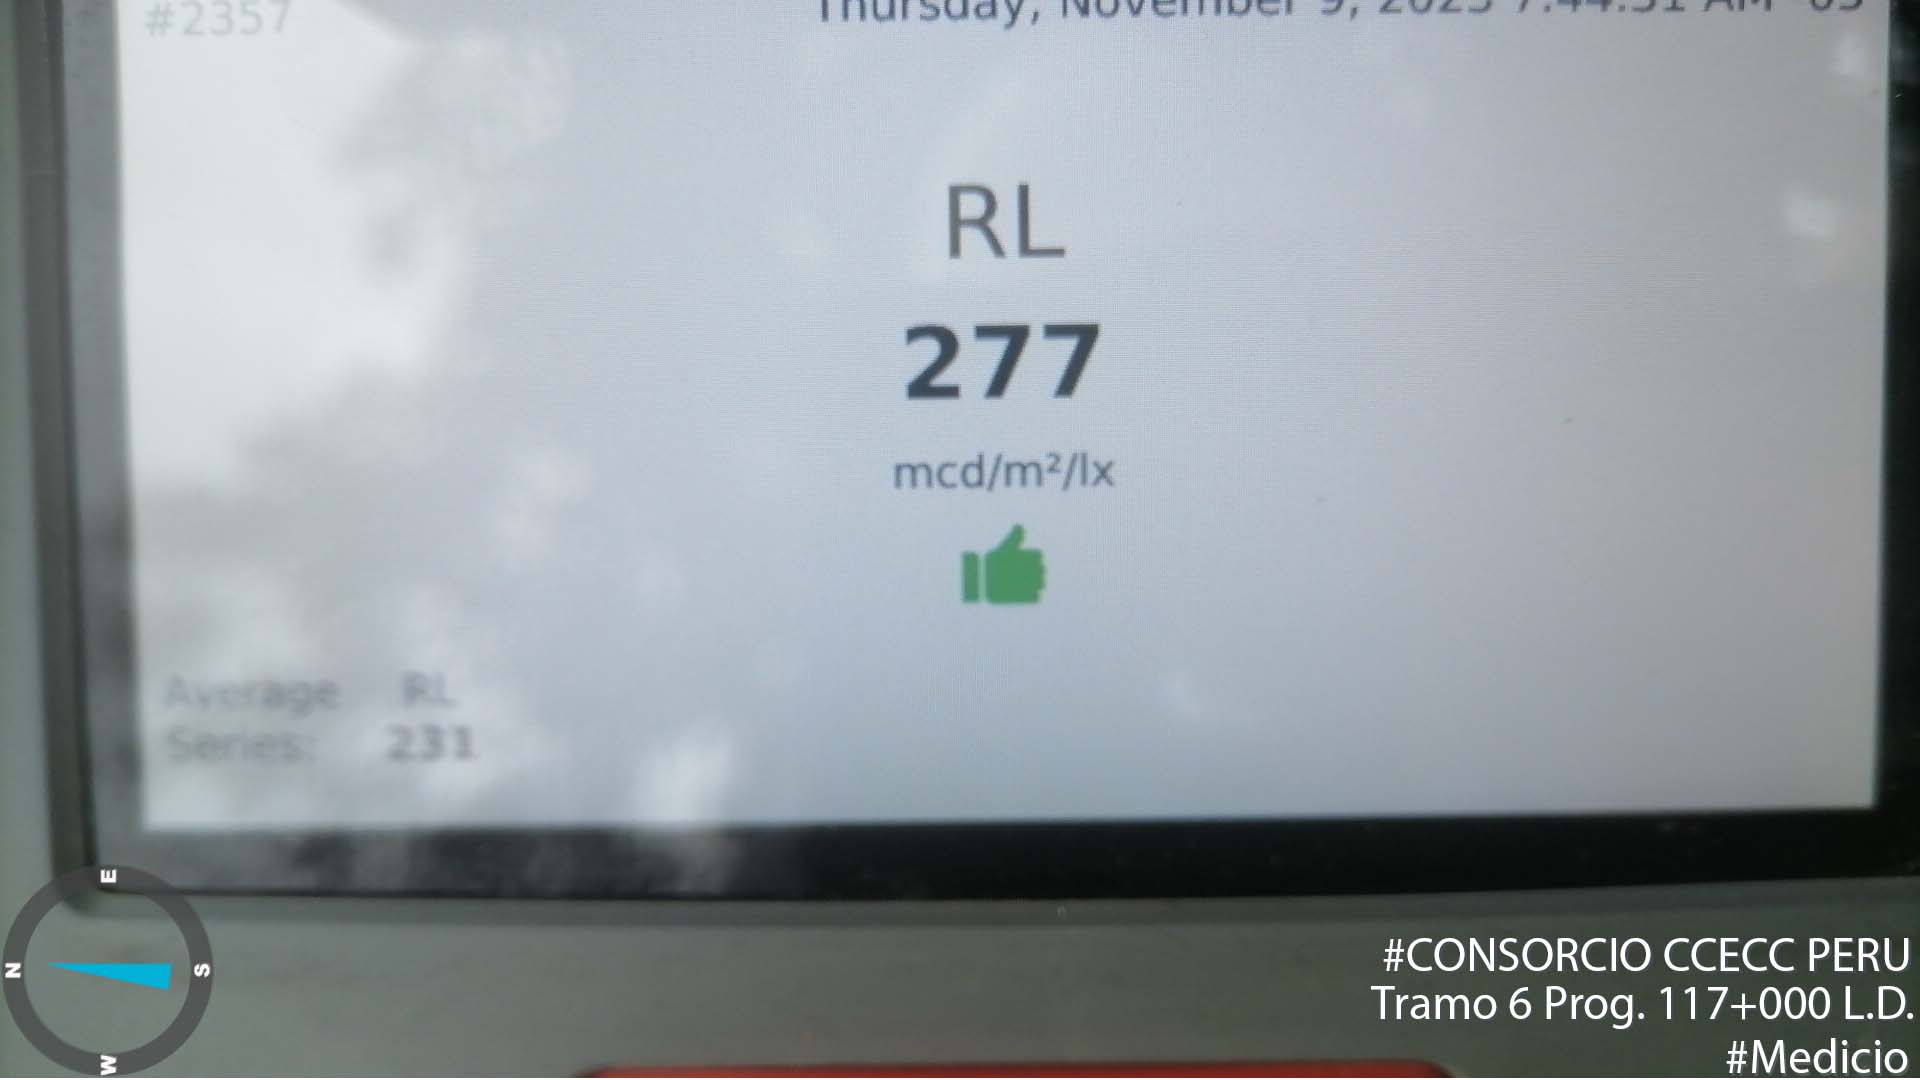 #2357
Thursday, November 9, 2023 7:44:31 AM -05
RL
277
mcd/m²/lx
Average RL
Series: 231
E
N S
W
#CONSORCIO CCECC PERU
Tramo 6 Prog. 117+000 L.D.
#Medicio